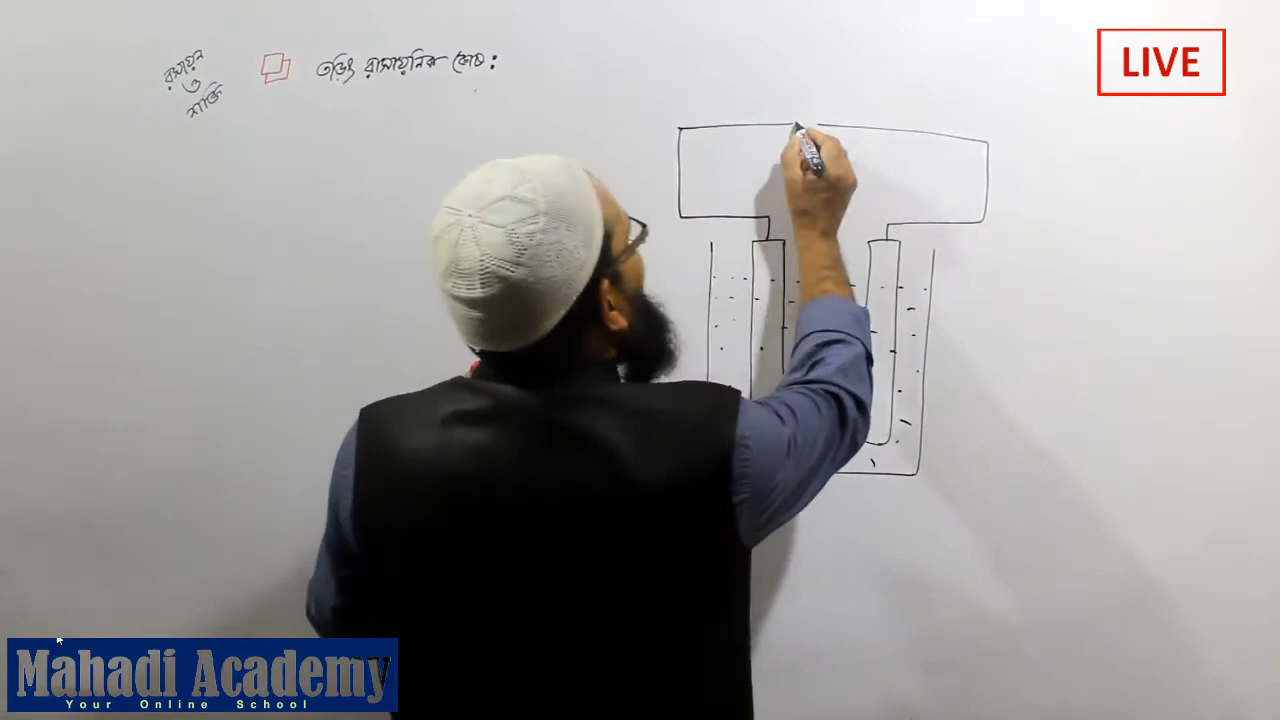 রসায়ন
ও
শক্তি
তড়িৎ রাসায়নিক কোষ :
LIVE
Mahadi Academy
Your Online School